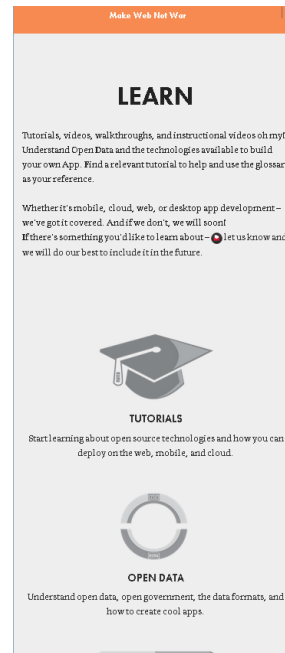 Make Web Not War
LEARN
Tutorials, videos, walkthroughs, and instructional videos oh my!
Understand Open Data and the technologies available to build
your own App. Find a relevant tutorial to help and use the glossar
as your reference.
Whether it's mobile, cloud, web, or desktop app development –
we've got it covered. And if we don't, we will soon!
If there's something you'd like to learn about – let us know and
we will do our best to include it in the future.
TUTORIALS
Start learning about open source technologies and how you can
deploy on the web, mobile, and cloud.
OPEN DATA
Understand open data, open government, the data formats, and
how to create cool apps.